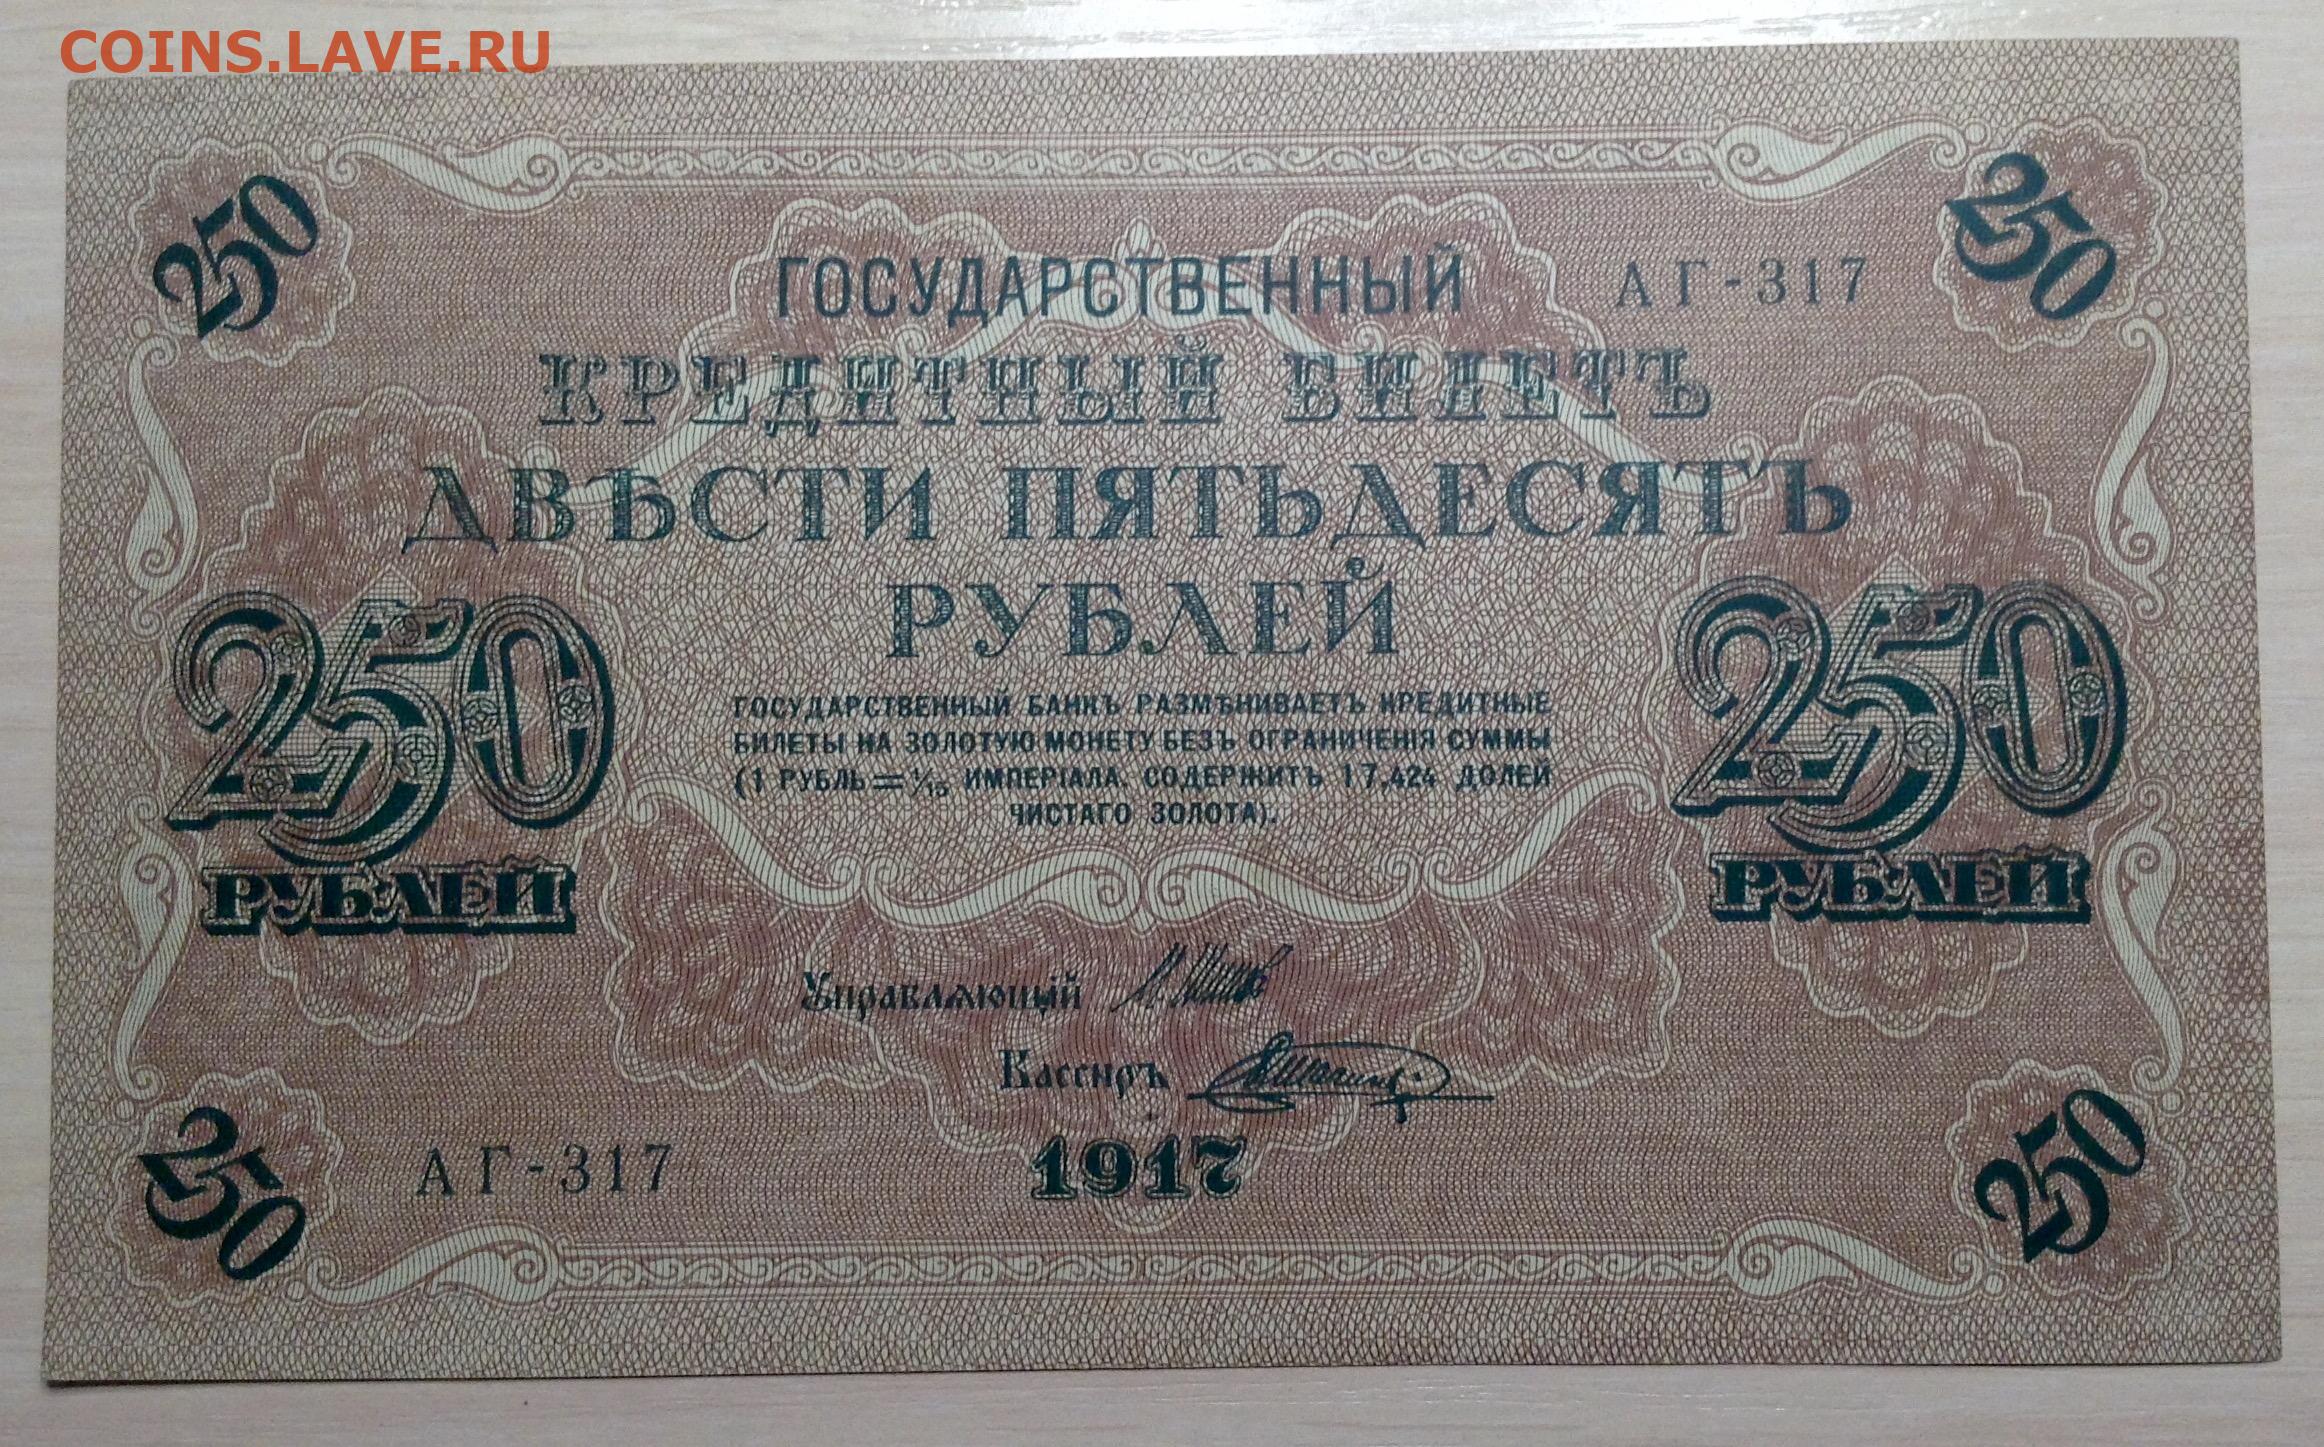 COINS.LAVE.RU
250
250
ГОСУДАРСТВЕННЫЙ
АГ-317
КРЕДИТНЫЙ БИЛЕТЪ
ДВѢСТИ ПЯТЬДЕСЯТЪ
РУБЛЕЙ
250
РУБЛЕЙ
250
РУБЛЕЙ
ГОСУДАРСТВЕННЫЙ БАНКЪ РАЗМѢНИВАЕТЪ КРЕДИТНЫЕ
БИЛЕТЫ НА ЗОЛОТУЮ МОНЕТУ БЕЗЪ ОГРАНИЧЕНІЯ СУММЫ
(1 РУБЛЬ = 1/15 ИМПЕРІАЛА, СОДЕРЖИТЪ 17,424 ДОЛЕЙ
ЧИСТАГО ЗОЛОТА).
Управляющій
Кассиръ
АГ-317
1917
250
250